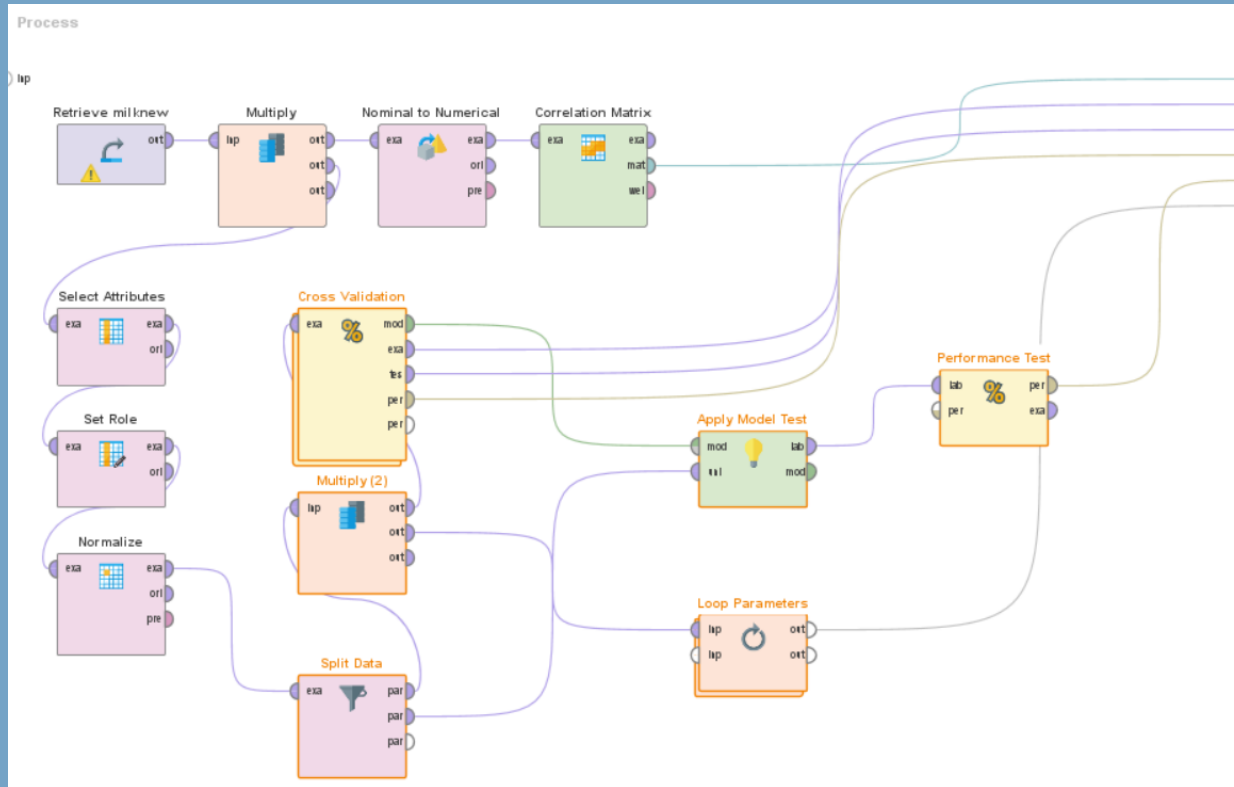 Process
inp
Retrieve milknew
Multiply
Nominal to Numerical
Correlation Matrix
out
inp
out
exa
exa
exa
exa
out
ori
mat
out
pre
wei
Select Attributes
Cross Validation
exa
exa
exa
mod
ori
exa
tes
Performance Test
per
lab
per
per
per
exa
per
Set Role
Apply Model Test
exa
exa
mod
lab
ori
unl
mod
Multiply (2)
inp
out
out
out
Normalize
exa
exa
ori
pre
Loop Parameters
inp
out
inp
out
Split Data
exa
par
par
par